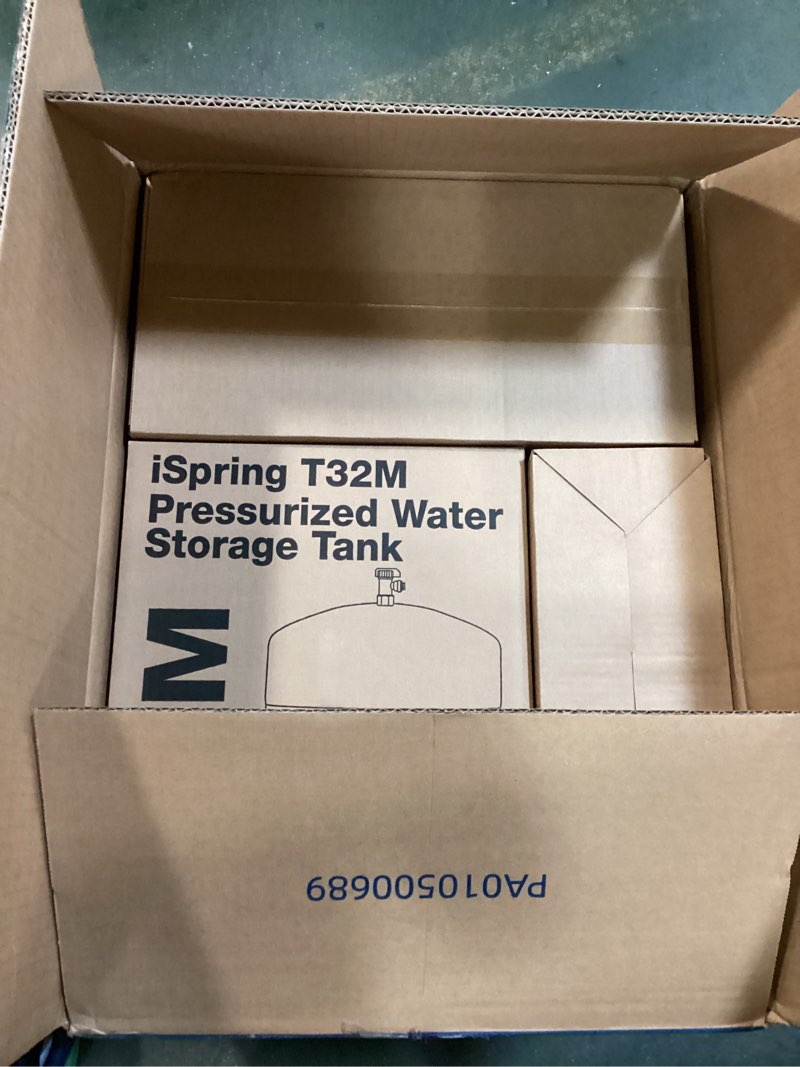 iSpring T32M
Pressurized Water
Storage Tank
M
PA010500689